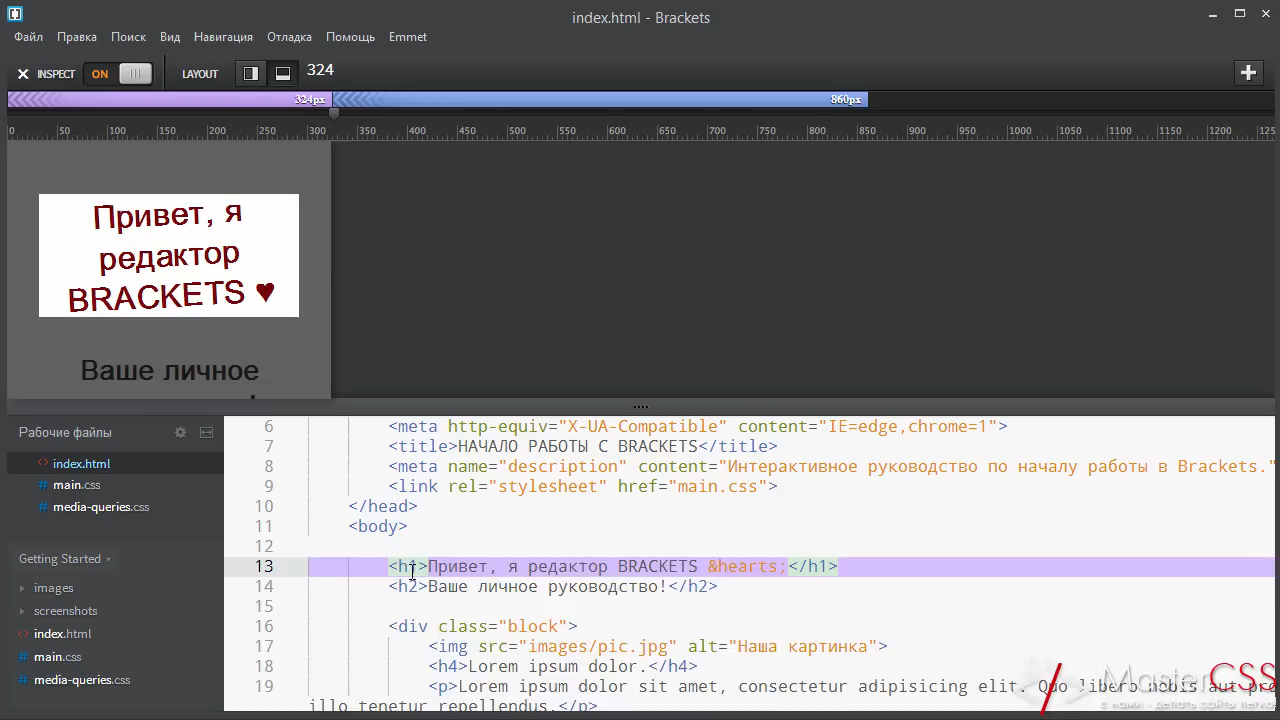 index.html - Brackets
Файл Правка Поиск Вид Навигация Отладка Помощь Emmet
INSPECT ON LAYOUT 324
324px 860px
0 50 100 150 200 250 300 350 400 450 500 550 600 650 700 750 800 850 900 950 1000 1050 1100 1150 1200 125
Привет, я
редактор
BRACKETS ♥
Ваше личное
Рабочие файлы
index.html
main.css
media-queries.css
Getting Started
images
screenshots
index.html
main.css
media-queries.css
6 <meta http-equiv="X-UA-Compatible" content="IE=edge,chrome=1">
7 <title>НАЧАЛО РАБОТЫ С BRACKETS</title>
8 <meta name="description" content="Интерактивное руководство по началу работы в Brackets."
9 <link rel="stylesheet" href="main.css">
10 </head>
11 <body>
12
13 <h1>Привет, я редактор BRACKETS &hearts;</h1>
14 <h2>Ваше личное руководство!</h2>
15
16 <div class="block">
17 <img src="images/pic.jpg" alt="Наша картинка">
18 <h4>Lorem ipsum dolor.</h4>
19 <p>Lorem ipsum dolor sit amet, consectetur adipisicing elit. Quo libero nobis aut pre
illo tenetur repellendus.</p>
Master CSS
с нами - делать сайты легко